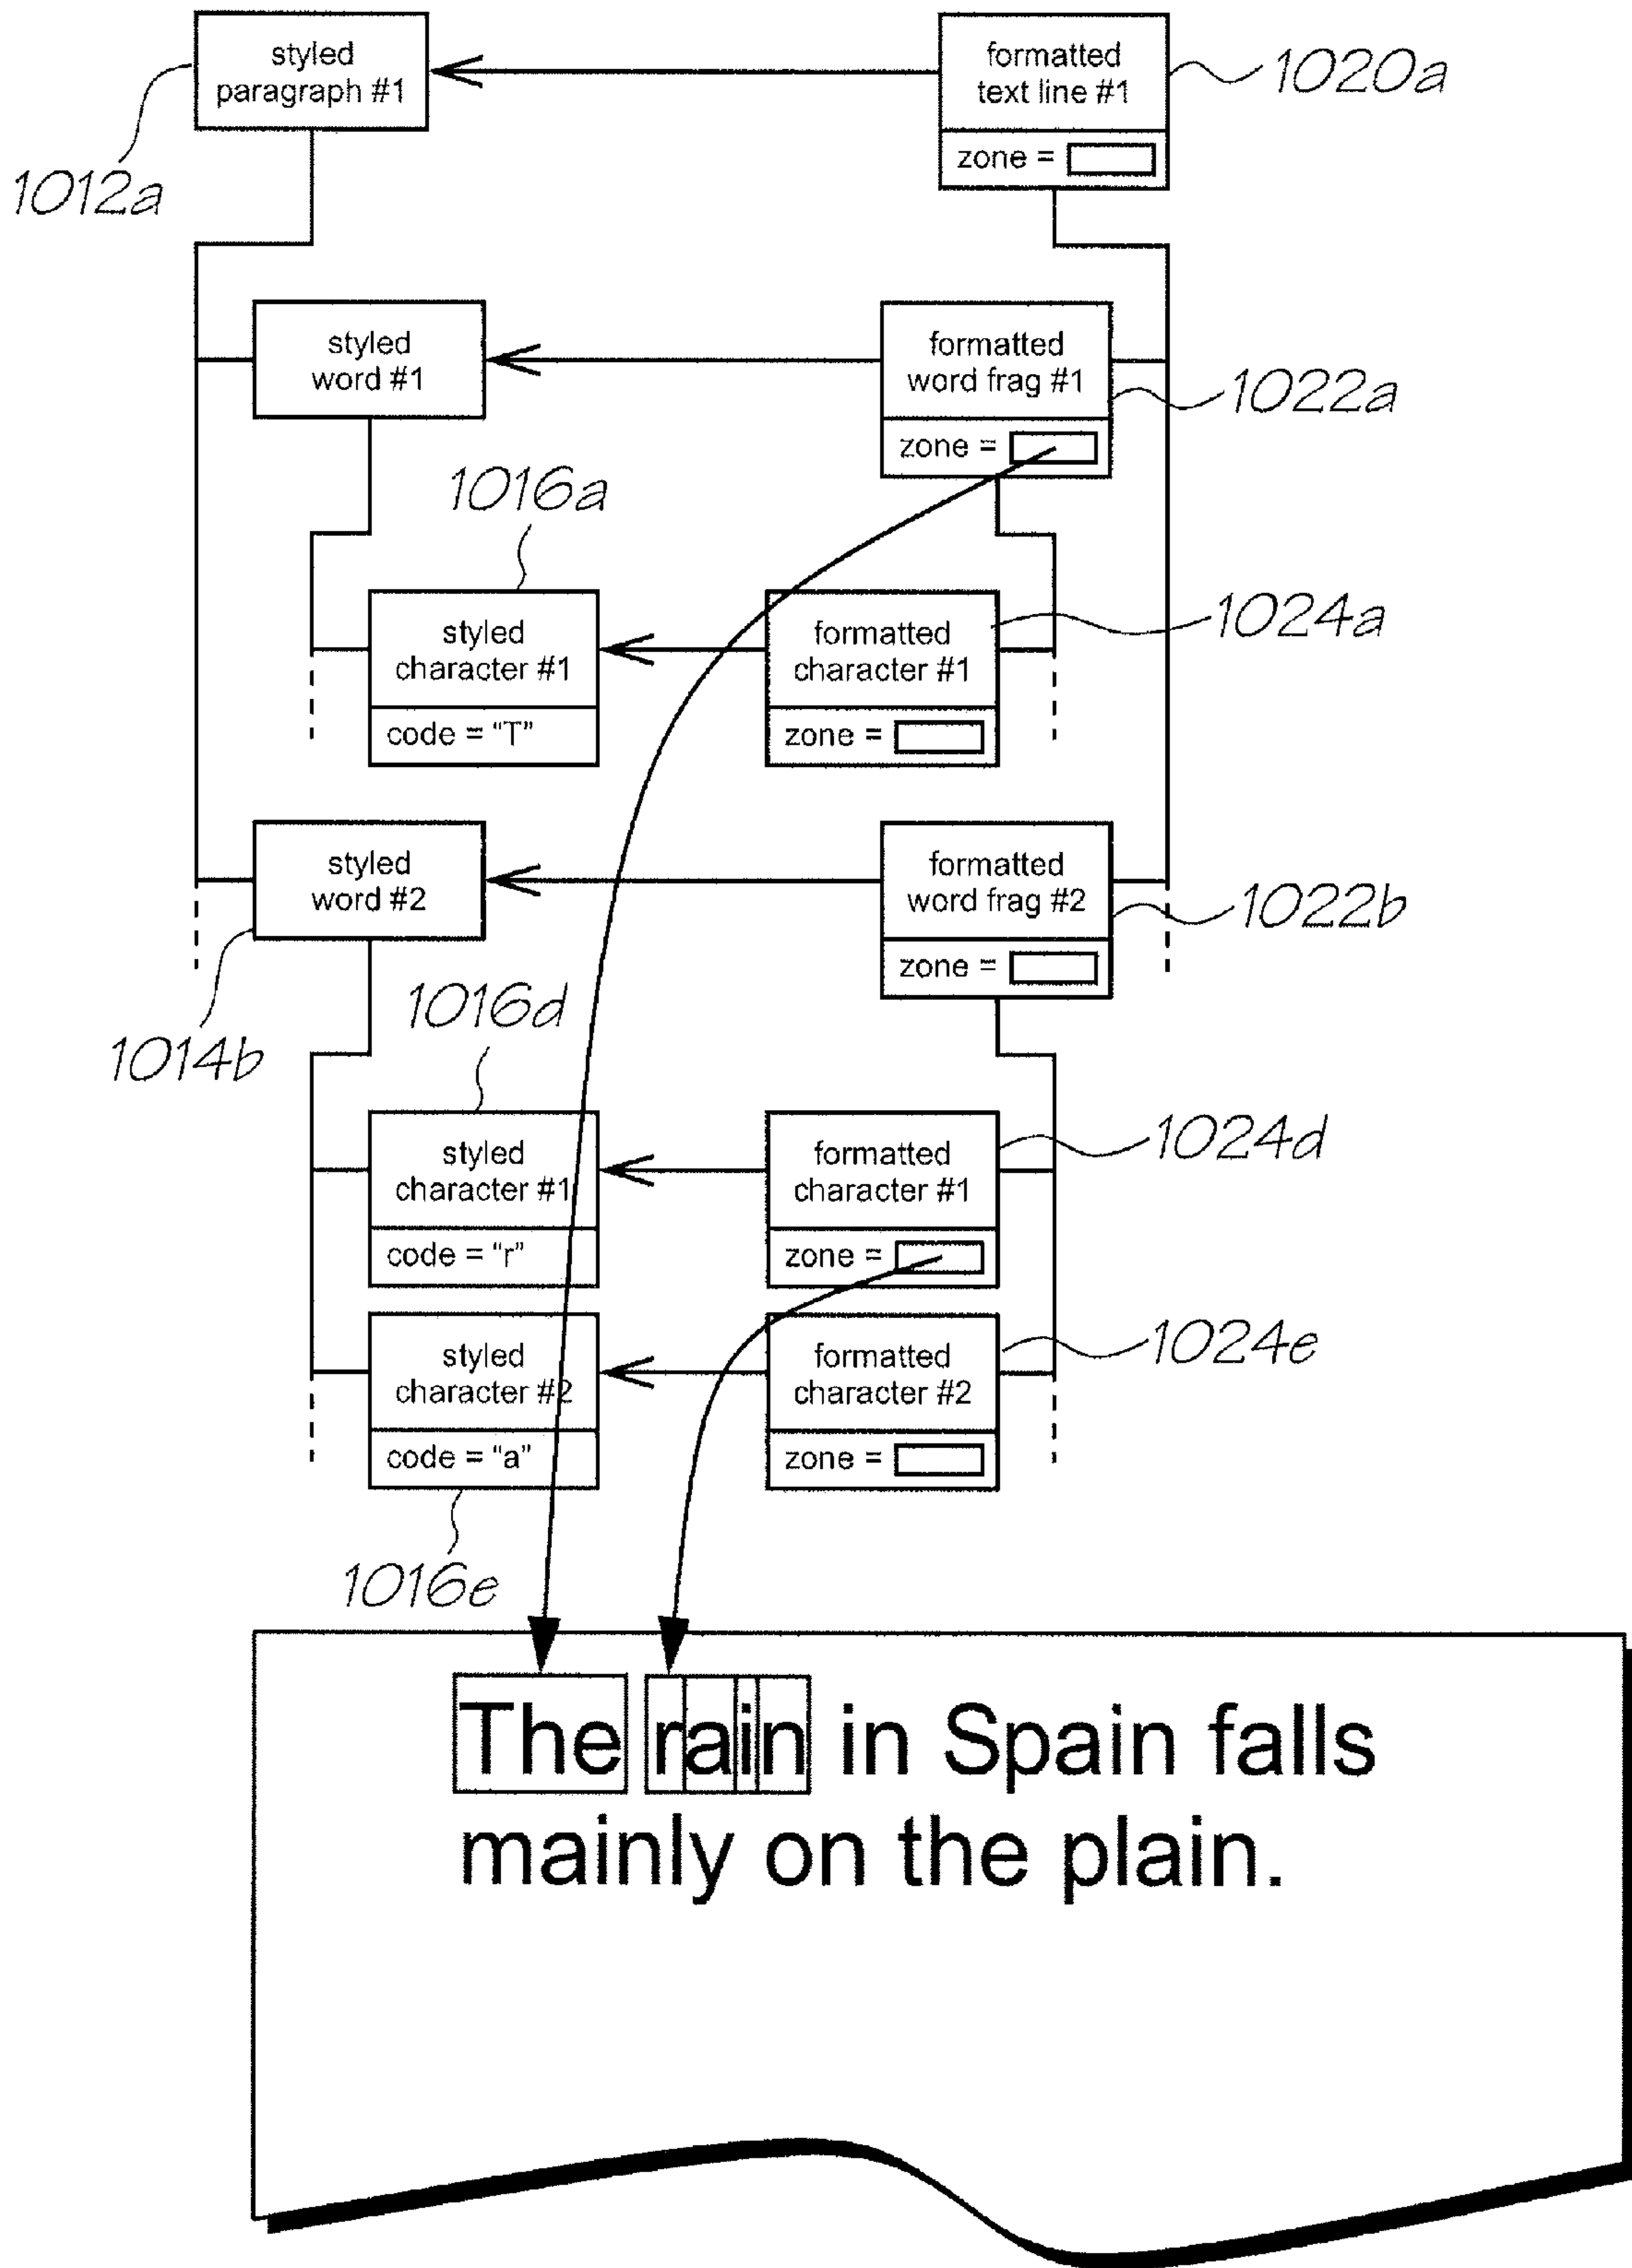 styled
paragraph #1
formatted
text line #1
zone =
1020a
1012a
styled
word #1
formatted
word frag #1
zone =
1022a
1016a
styled
character #1
code = “T”
formatted
character #1
zone =
1024a
styled
word #2
formatted
word frag #2
zone =
1022b
1014b
1016d
styled
character #1
code = “r”
formatted
character #1
zone =
1024d
styled
character #2
code = “a”
formatted
character #2
zone =
1024e
1016e
The rain in Spain falls
mainly on the plain.